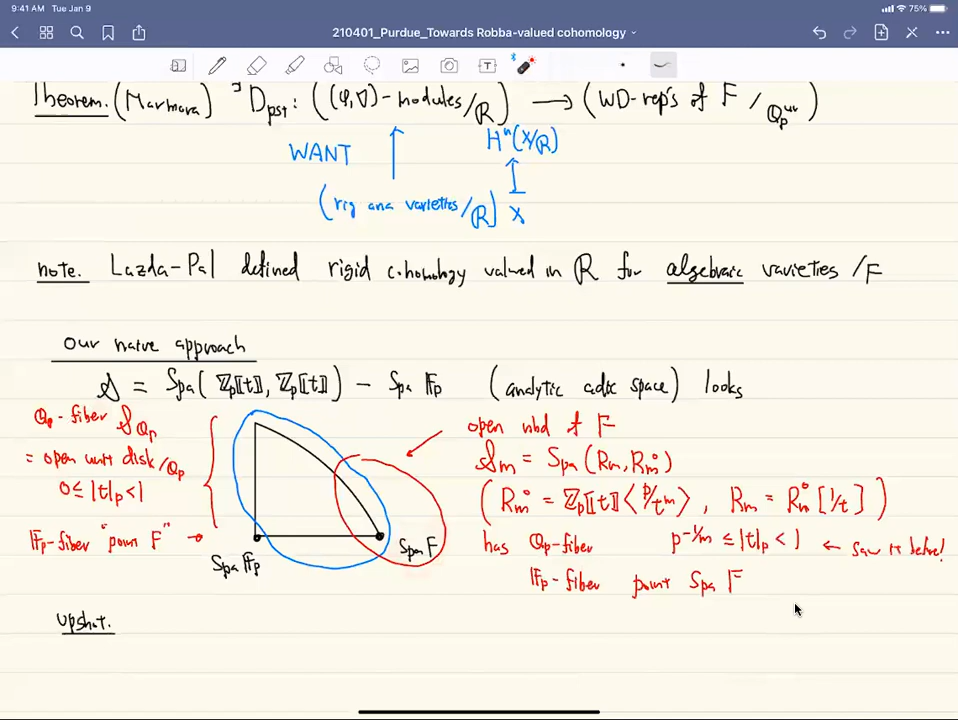 9:41 AM Tue Jan 9
75%
210401_Purdue_Towards Robba-valued cohomology
Theorem. (Marmora) ∃ D_pst : ((φ,∇)-modules/R) → (WD-rep's of F / Q_p^ur)
WANT
H^n(X/R)
(rig ana varieties/R) X
note. Lazda-Pal defined rigid cohomology valued in R for algebraic varieties /F
Our naive approach
S = Spa(Z_p[[t]], Z_p[[t]]) − Spa F_p (analytic adic space) looks
Q_p-fiber S_Q_p
= open unit disk/Q_p
0 ≤ |t|_p < 1
F_p-fiber "point F" →
Spa F_p
Spa F
open nbd of F
S_m = Spa(R_m, R_m°)
(R_m° = Z_p[[t]]⟨p/t^m⟩, R_m = R_m°[1/t])
has Q_p-fiber p^{-1/m} ≤ |t|_p < 1 ← saw it before!
F_p-fiber point Spa F
upshot.